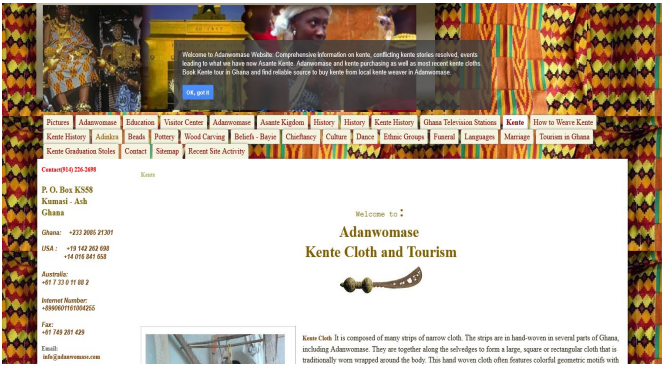 Welcome to Adanwomase Website. Comprehensive information on kente, conflicting kente stories resolved, events
leading to what we have now Asante Kente. Adanwomase and kente purchasing as well as most recent kente cloths.
Book Kente tour in Ghana and find reliable source to buy kente from local kente weaver in Adanwomase.
OK, got it
Pictures Adanwomase Education Visitor Center Adanwomase Asante Kigdom History History Kente History Ghana Television Stations Kente How to Weave Kente
Kente History Adinkra Beads Pottery Wood Carving Beliefs - Bayie Chieftancy Culture Dance Ethnic Groups Funeral Languages Marriage Tourism in Ghana
Kente Graduation Stoles Contact Sitemap Recent Site Activity
Contact(914) 226-2698
Kente
P. O. Box KS58
Kumasi - Ash
Ghana
Welcome to :
Adanwomase
Kente Cloth and Tourism
Ghana: +233 2085 21301
USA : +19 142 262 698
+14 016 841 658
Australia:
+61 7 33 0 11 88 2
Internet Number:
+8990601161004255
Fax:
+61 749 281 429
Email:
info@adanwomase.com
Kente Cloth It is composed of many strips of narrow cloth. The strips are in hand-woven in several parts of Ghana,
including Adanwomase. They are together along the selvedges to form a large, square or rectangular cloth that is
traditionally worn wrapped around the body. This hand woven cloth often features colorful geometric motifs with